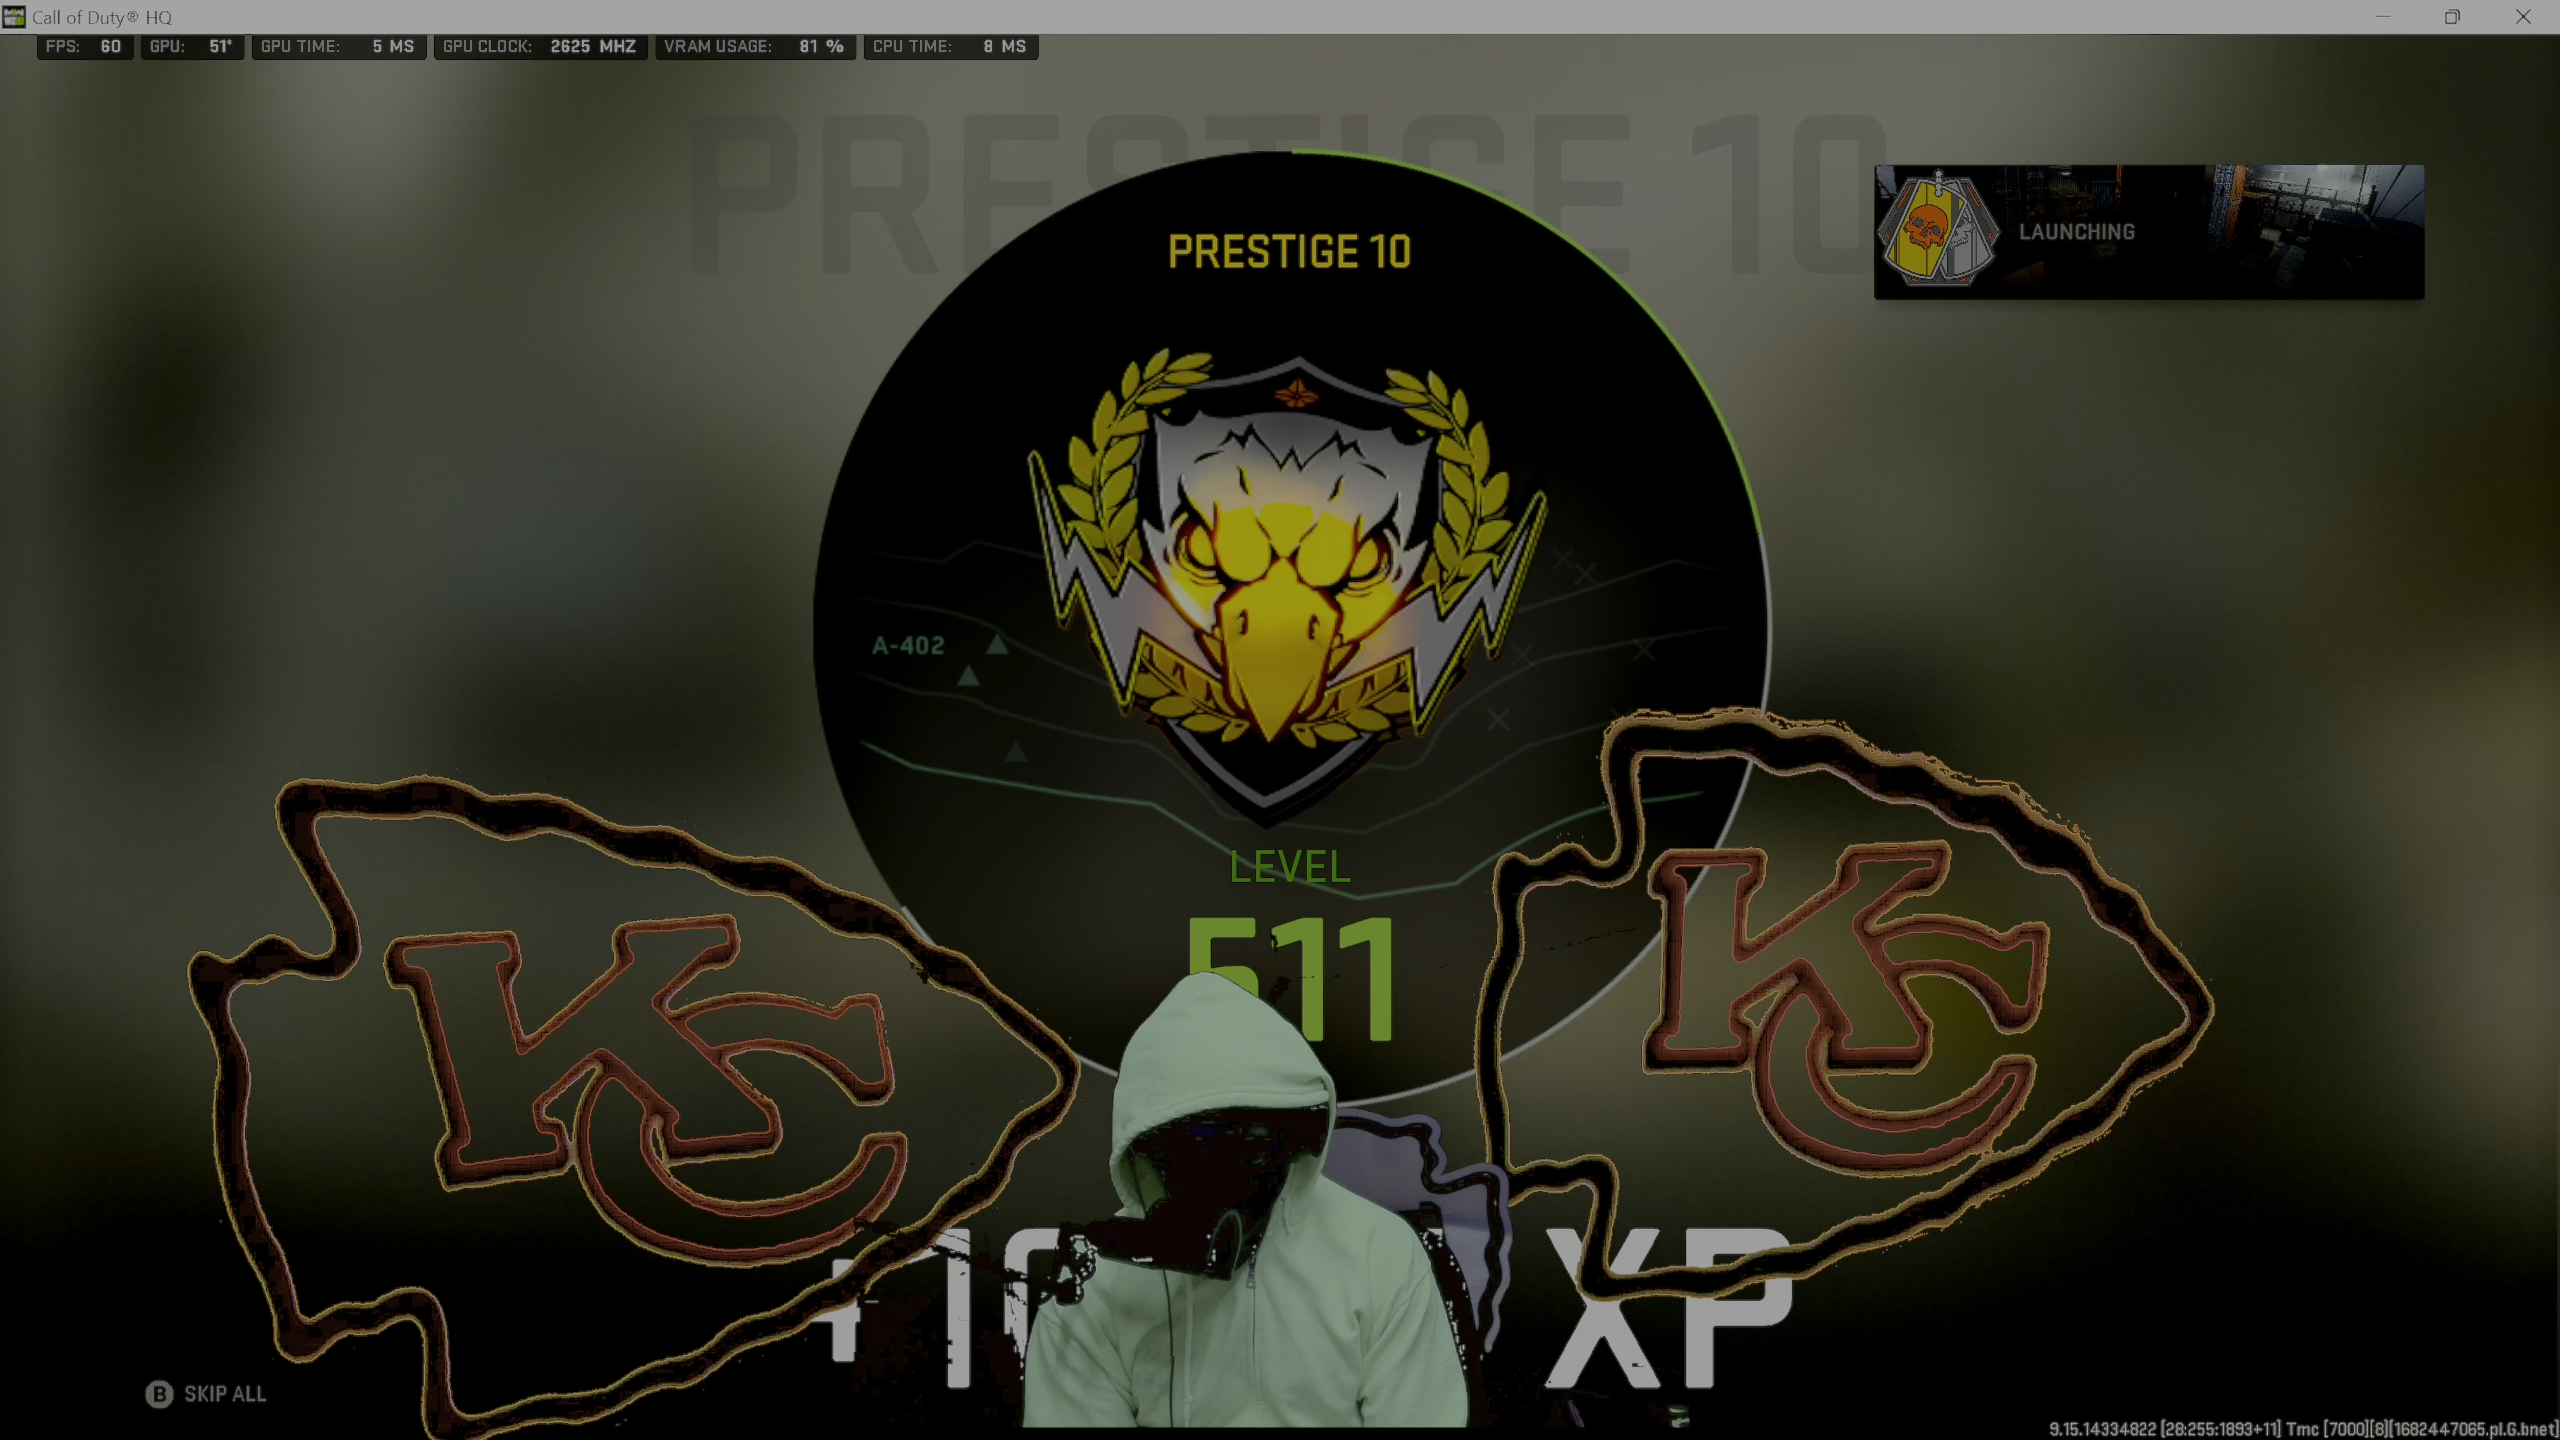 Call of Duty® HQ
FPS: 60 GPU: 51° GPU TIME: 5 MS GPU CLOCK: 2625 MHZ VRAM USAGE: 81 % CPU TIME: 8 MS
PRESTIGE 10
PRESTIGE 10
LAUNCHING
A-402
LEVEL
511
KC
KC
XP
B SKIP ALL
9.15.14334822 [28:255:1893+11] Tmc [7000][8][1682447065.pl.G.bnet]